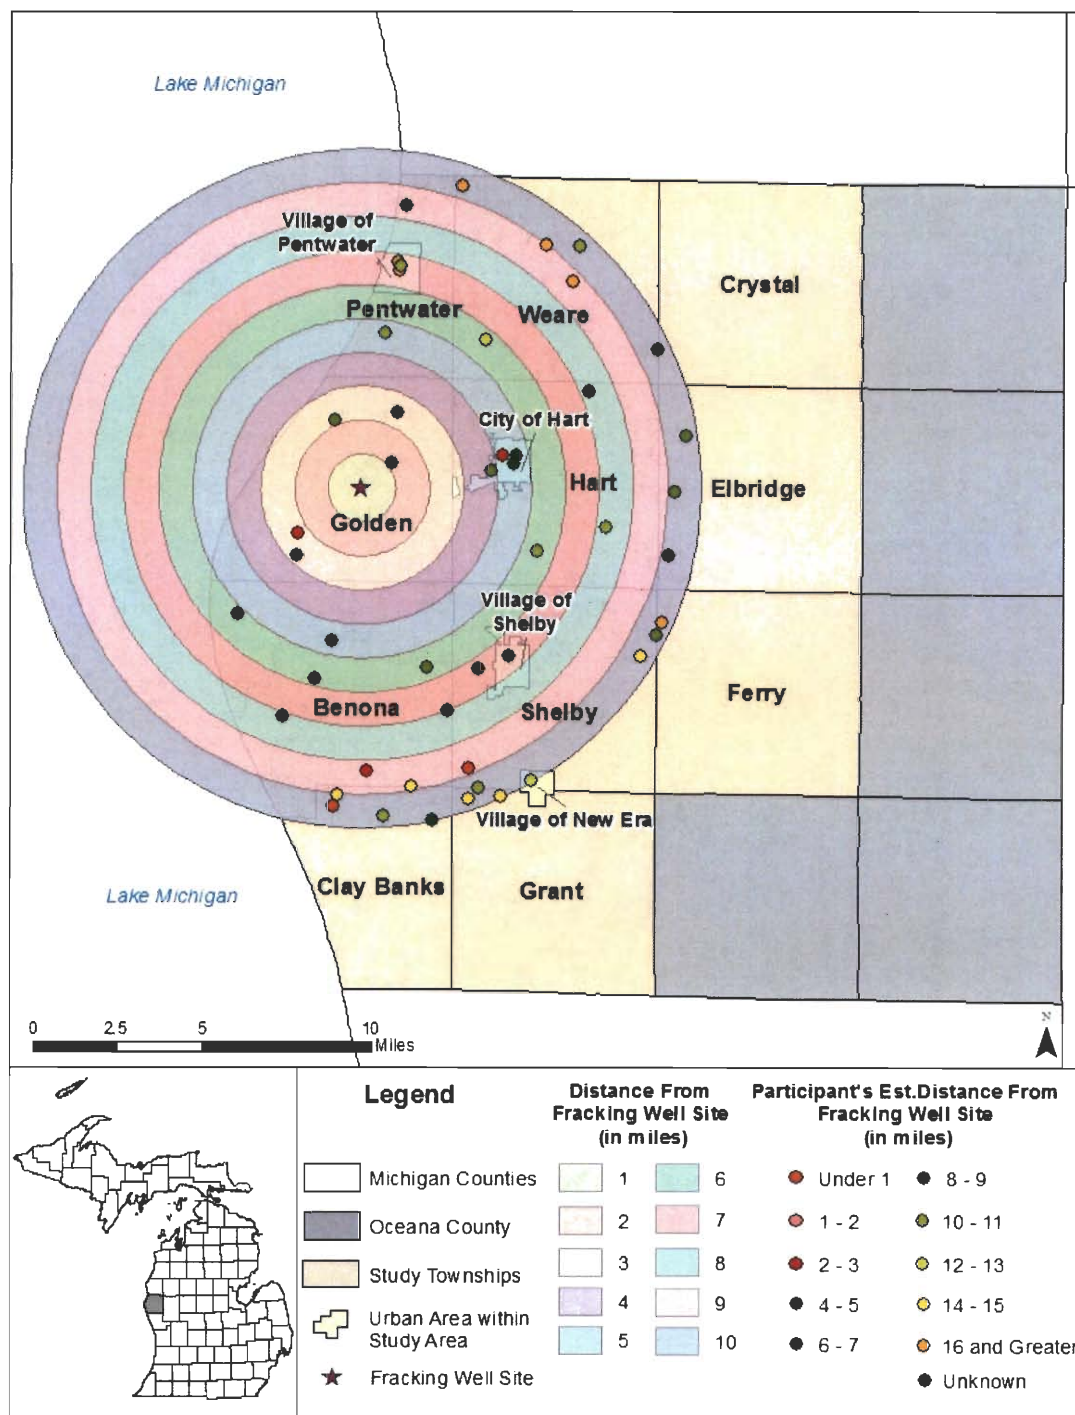 Lake Michigan
Village of
Pentwater
Crystal
Pentwater
Weare
City of Hart
Hart
Elbridge
Golden
Village of
Shelby
Ferry
Benona
Shelby
Village of New Era
Clay Banks
Grant
Lake Michigan
0 2.5 5 10
Miles
N
Legend
Michigan Counties
Oceana County
Study Townships
Urban Area within
Study Area
Fracking Well Site
Distance From
Fracking Well Site
(in miles)
1 6
2 7
3 8
4 9
5 10
Participant's Est.Distance From
Fracking Well Site
(in miles)
Under 1 8 - 9
1 - 2 10 - 11
2 - 3 12 - 13
4 - 5 14 - 15
6 - 7 16 and Greater
Unknown